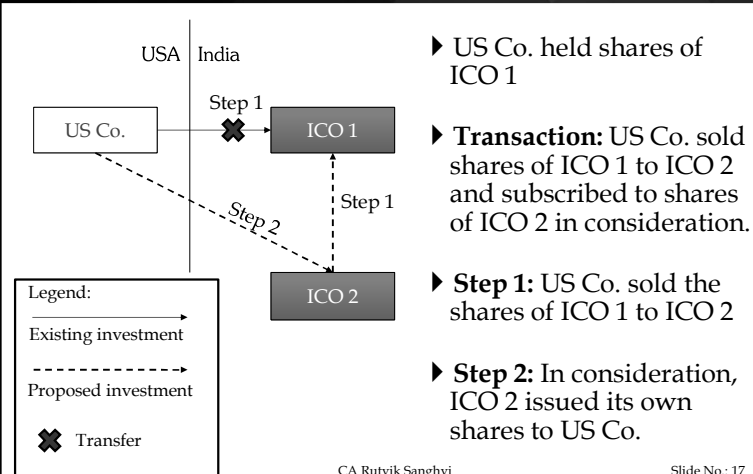 USA India
Step 1
US Co.
ICO 1
Step 1
Step 2
ICO 2
Legend:
Existing investment
Proposed investment
Transfer
US Co. held shares of
ICO 1
Transaction: US Co. sold
shares of ICO 1 to ICO 2
and subscribed to shares
of ICO 2 in consideration.
Step 1: US Co. sold the
shares of ICO 1 to ICO 2
Step 2: In consideration,
ICO 2 issued its own
shares to US Co.
CA Rutvik Sanghvi
Slide No.: 17